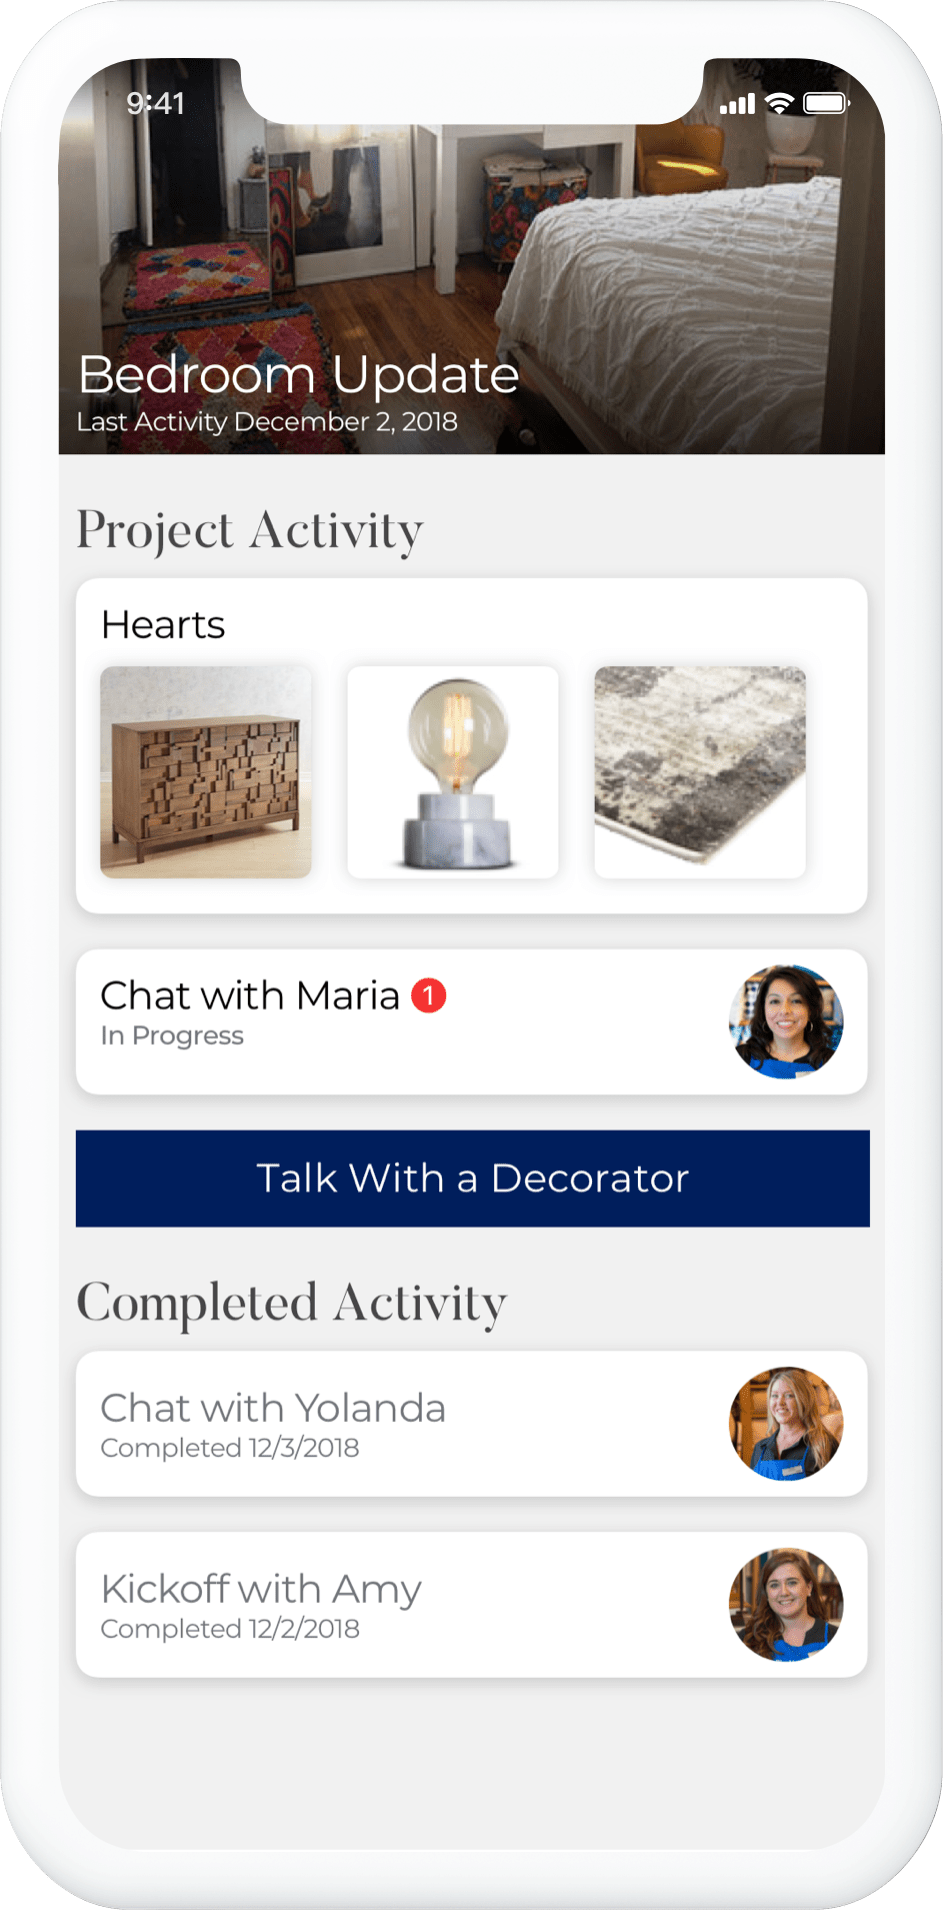 9:41
Bedroom Update
Last Activity December 2, 2018
Project Activity
Hearts
Chat with Maria 1
In Progress
Talk With a Decorator
Completed Activity
Chat with Yolanda
Completed 12/3/2018
Kickoff with Amy
Completed 12/2/2018